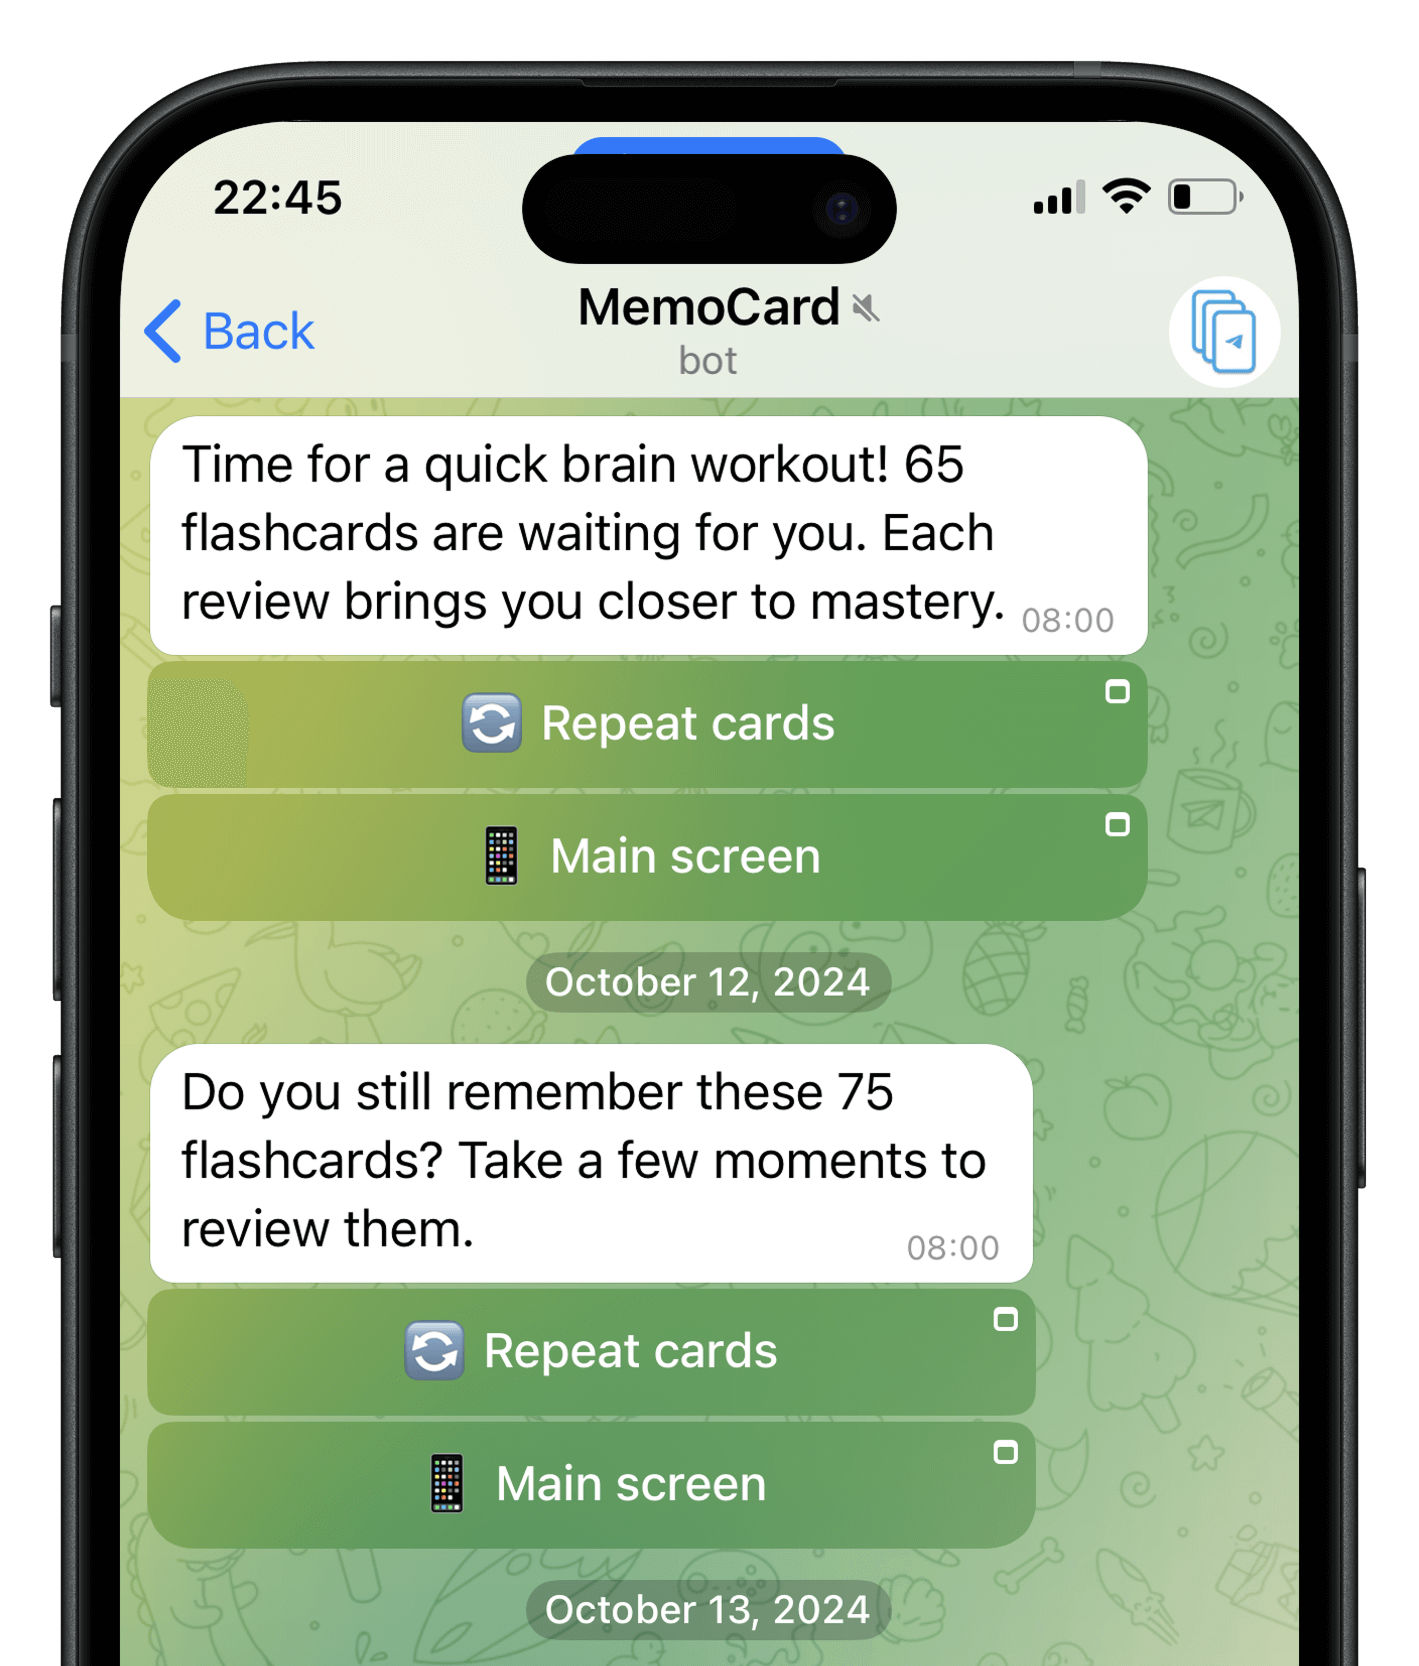 22:45
Back
MemoCard
bot
Time for a quick brain workout! 65
flashcards are waiting for you. Each
review brings you closer to mastery.
08:00
Repeat cards
Main screen
October 12, 2024
Do you still remember these 75
flashcards? Take a few moments to
review them.
08:00
Repeat cards
Main screen
October 13, 2024